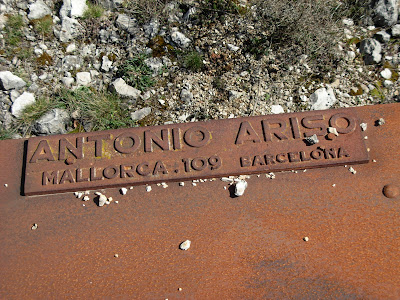 ANTONIO ARISO
MALLORCA.109 BARCELONA